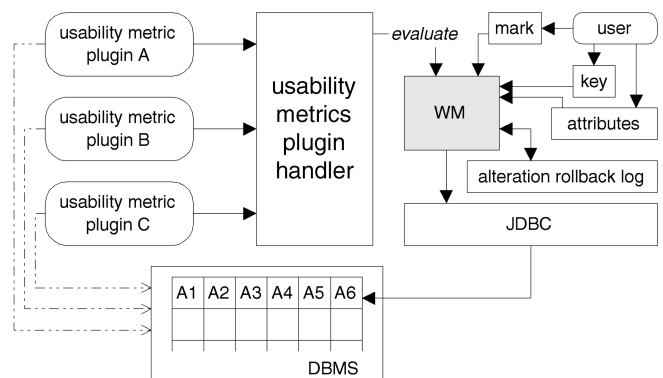 usability metric
plugin A
usability metric
plugin B
usability metric
plugin C
usability
metrics
plugin
handler
evaluate
mark
user
key
attributes
WM
alteration rollback log
JDBC
A1 A2 A3 A4 A5 A6
DBMS